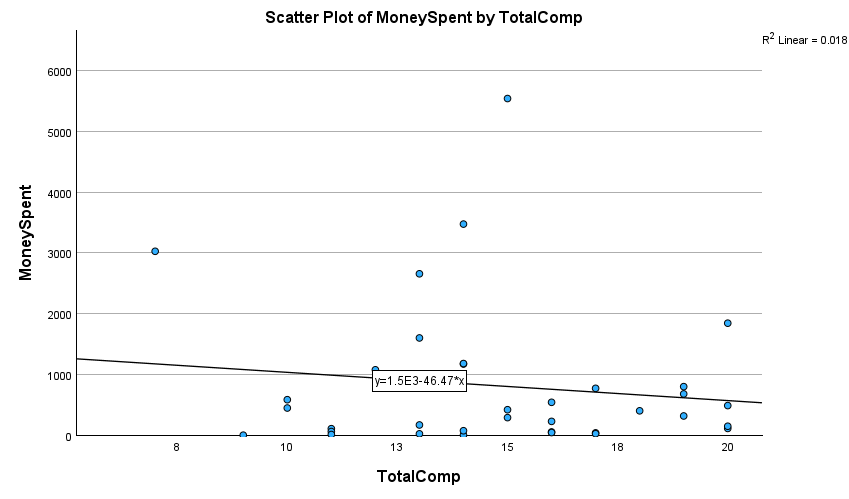 Scatter Plot of MoneySpent by TotalComp
R2 Linear = 0.018
6000
5000
4000
3000
2000
1000
0
MoneySpent
y=1.5E3-46.47*x
8 10 13 15 18 20
TotalComp